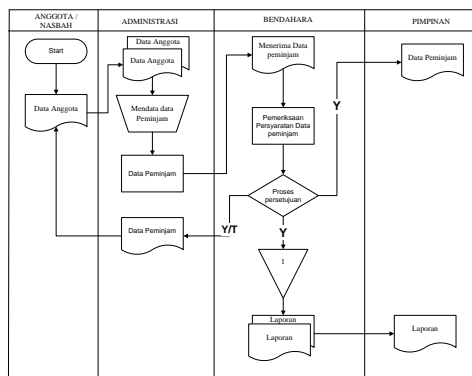 ANGGOTA /
NASBAH
ADMINISTRASI
BENDAHARA
PIMPINAN
Start
Data Anggota
Data Anggota
Data Anggota
Mendata data
Peminjam
Data Peminjam
Data Peminjam
Menerima Data
peminjam
Pemeriksaan
Persyaratan Data
peminjam
Proses
persetujuan
Y
Y/T
Y
1
Laporan
Laporan
Data Peminjam
Laporan